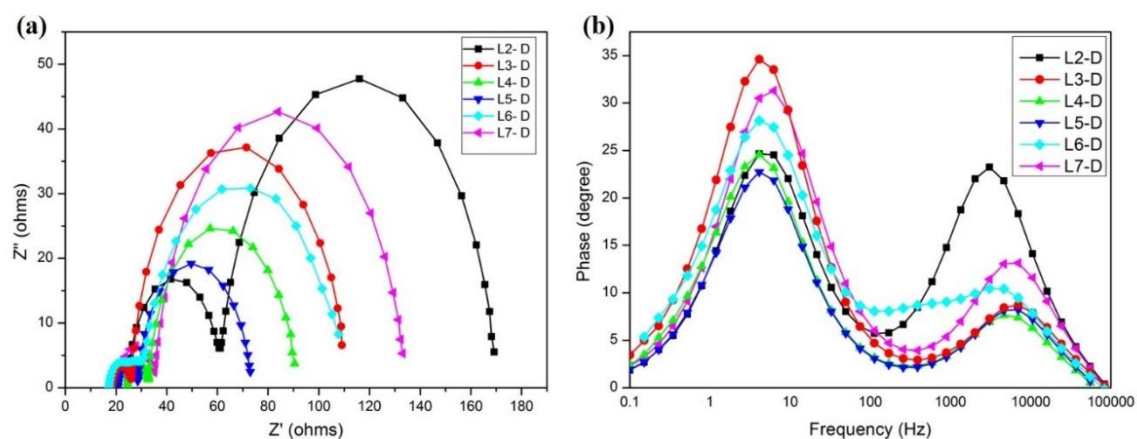 (a)
50
40
30
20
10
0
Z'' (ohms)
0 20 40 60 80 100 120 140 160 180
Z' (ohms)
L2- D
L3- D
L4- D
L5- D
L6- D
L7- D
(b)
35
30
25
20
15
10
5
0
Phase (degree)
0.1 1 10 100 1000 10000 100000
Frequency (Hz)
L2-D
L3-D
L4-D
L5-D
L6-D
L7-D